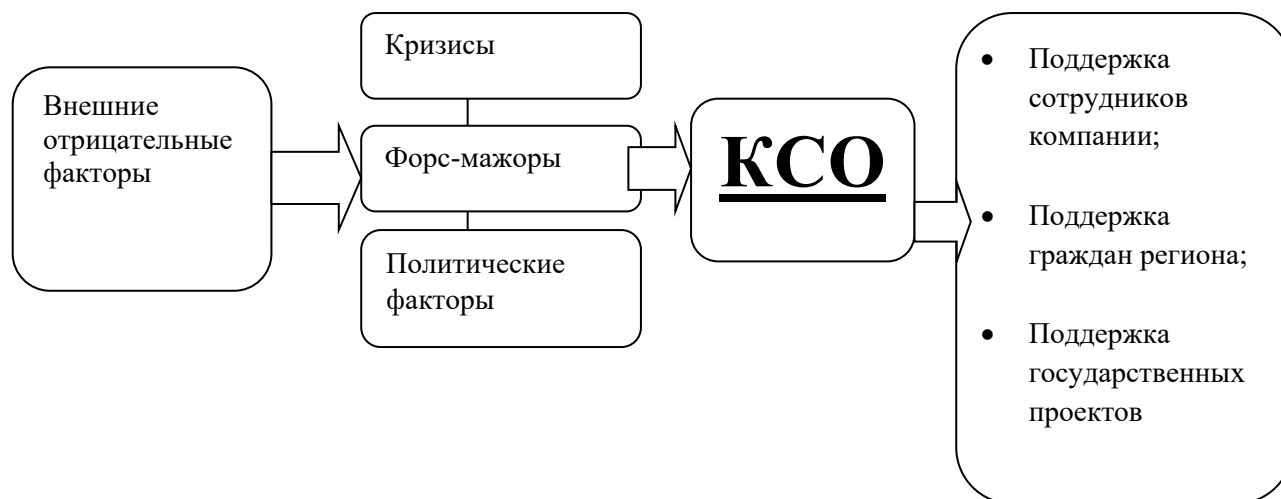 Внешние
отрицательные
факторы
Кризисы
Форс-мажоры
Политические
факторы
КСО
• Поддержка
сотрудников
компании;
• Поддержка
граждан региона;
• Поддержка
государственных
проектов